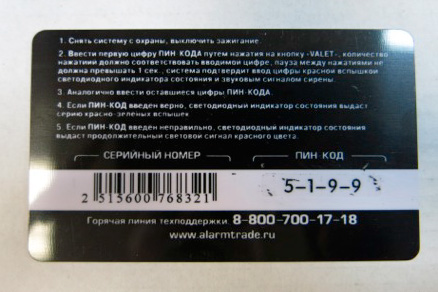 1. Снять систему с охраны, выключить зажигание.
2. Ввести первую цифру ПИН-КОДА путем нажатия на кнопку -VALET-, количество
нажатиий должно соответствовать вводимой цифре, пауза между нажатиями не
должна превышать 1 сек., система подтвердит ввод цифры красной вспышкой
светодиодного индикатора состояния и звуковым сигналом сирены.
3. Аналогично ввести оставшиеся цифры ПИН-КОДА.
4. Если ПИН-КОД введен верно, светодиодный индикатор состояния выдаст
серию красно-зеленых вспышек
5. Если ПИН-КОД введен неправильно, светодиодный индикатор состояния
выдаст продолжительный световой сигнал красного цвета.
СЕРИЙНЫЙ НОМЕР ПИН КОД
2 515600 768321 5-1-9-9
Горячая линия техподдержки 8-800-700-17-18
www.alarmtrade.ru